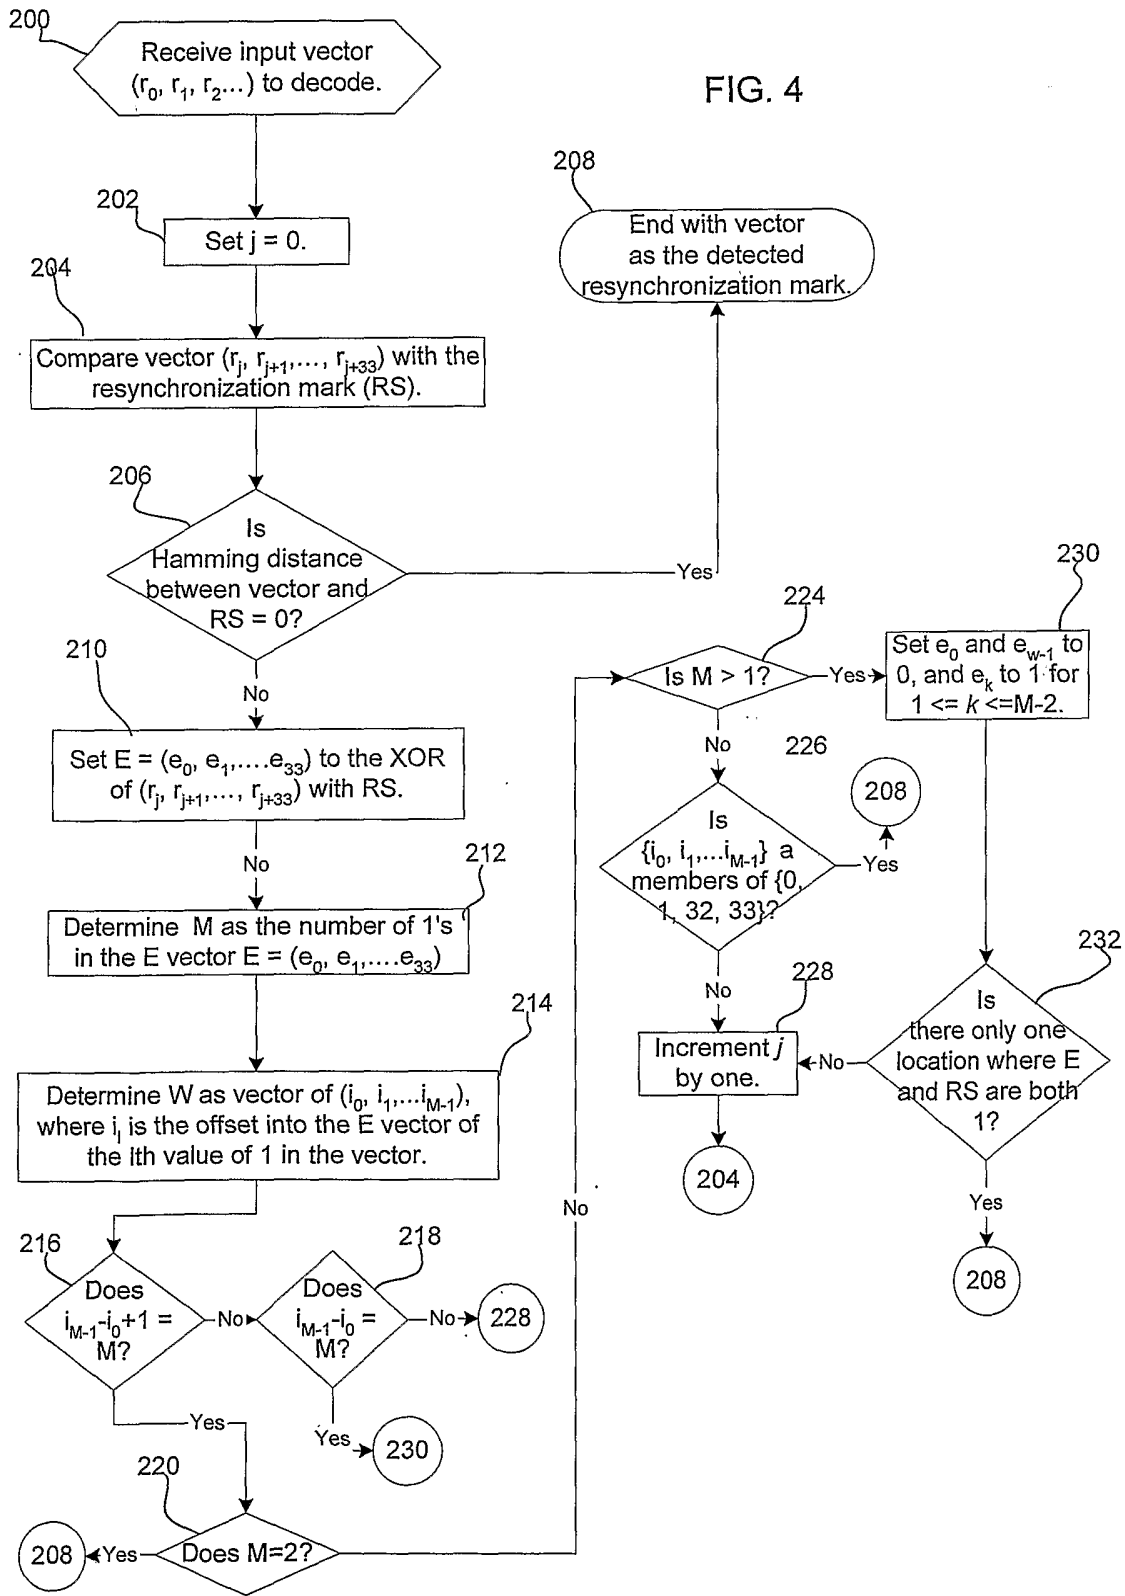 200
Receive input vector
(r0, r1, r2...) to decode.
FIG. 4
202
Set j = 0.
208
End with vector
as the detected
resynchronization mark.
204
Compare vector (rj, rj+1,..., rj+33) with the
resynchronization mark (RS).
206
Is
Hamming distance
between vector and
RS = 0?
Yes
No
210
Set E = (e0, e1,....e33) to the XOR
of (rj, rj+1,..., rj+33) with RS.
No
212
Determine M as the number of 1's
in the E vector E = (e0, e1,....e33)
214
Determine W as vector of (i0, i1,...iM-1),
where il is the offset into the E vector of
the lth value of 1 in the vector.
216
Does
iM-1-i0+1 =
M?
No
218
Does
iM-1-i0 =
M?
No
228
Yes
230
Yes
220
Does M=2?
Yes
208
No
224
Is M > 1?
Yes
230
Set e0 and ew-1 to
0, and ek to 1 for
1 <= k <=M-2.
No
226
Is
{i0, i1,...iM-1} a
members of {0,
1, 32, 33}?
Yes
208
No
228
Increment j
by one.
204
232
Is
there only one
location where E
and RS are both
1?
No
Yes
208